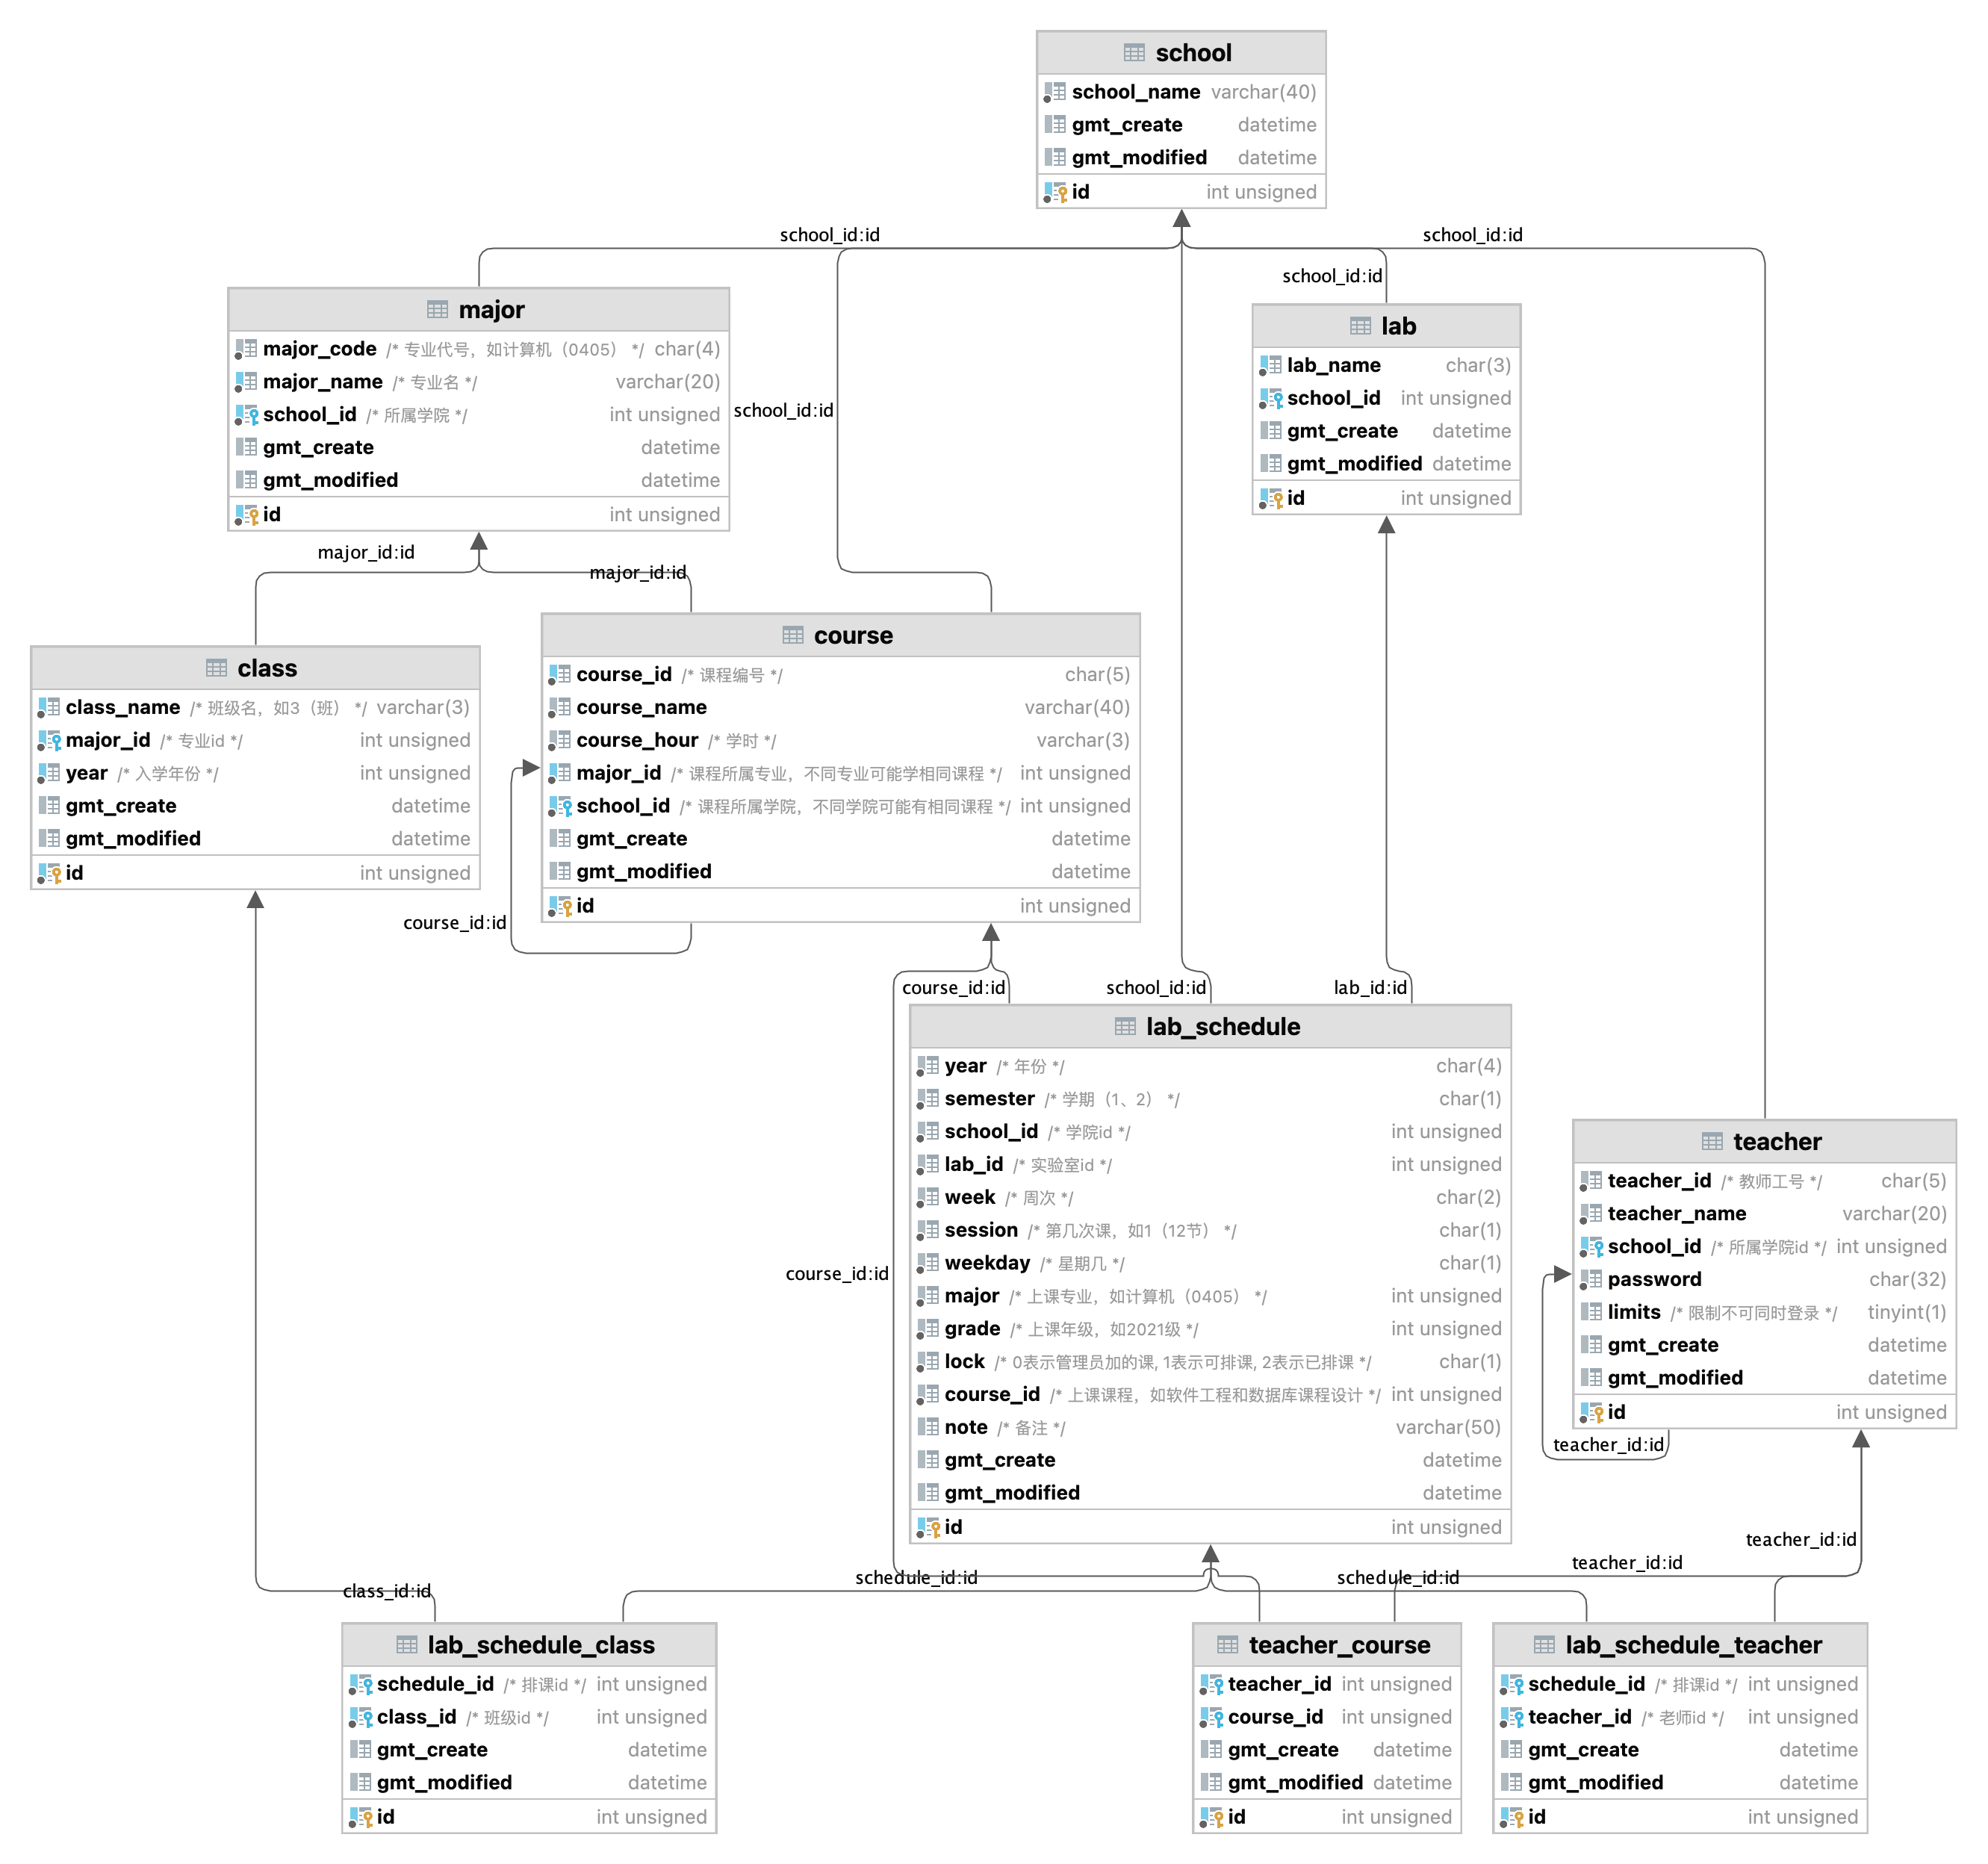 school
school_name varchar(40)
gmt_create datetime
gmt_modified datetime
id int unsigned
school_id:id
school_id:id
school_id:id
major
major_code /* 专业代号，如计算机（0405） */ char(4)
major_name /* 专业名 */ varchar(20)
school_id /* 所属学院 */ int unsigned
gmt_create datetime
gmt_modified datetime
id int unsigned
school_id:id
lab
lab_name char(3)
school_id int unsigned
gmt_create datetime
gmt_modified datetime
id int unsigned
major_id:id
major_id:id
class
class_name /* 班级名，如3（班） */ varchar(3)
major_id /* 专业id */ int unsigned
year /* 入学年份 */ int unsigned
gmt_create datetime
gmt_modified datetime
id int unsigned
course
course_id /* 课程编号 */ char(5)
course_name varchar(40)
course_hour /* 学时 */ varchar(3)
major_id /* 课程所属专业，不同专业可能学相同课程 */ int unsigned
school_id /* 课程所属学院，不同学院可能有相同课程 */ int unsigned
gmt_create datetime
gmt_modified datetime
id int unsigned
course_id:id
course_id:id
school_id:id
lab_id:id
lab_schedule
year /* 年份 */ char(4)
semester /* 学期（1、2） */ char(1)
school_id /* 学院id */ int unsigned
lab_id /* 实验室id */ int unsigned
week /* 周次 */ char(2)
session /* 第几次课，如1（12节） */ char(1)
weekday /* 星期几 */ char(1)
major /* 上课专业，如计算机（0405） */ int unsigned
grade /* 上课年级，如2021级 */ int unsigned
lock /* 0表示管理员加的课, 1表示可排课, 2表示已排课 */ char(1)
course_id /* 上课课程，如软件工程和数据库课程设计 */ int unsigned
note /* 备注 */ varchar(50)
gmt_create datetime
gmt_modified datetime
id int unsigned
course_id:id
teacher
teacher_id /* 教师工号 */ char(5)
teacher_name varchar(20)
school_id /* 所属学院id */ int unsigned
password char(32)
limits /* 限制不可同时登录 */ tinyint(1)
gmt_create datetime
gmt_modified datetime
id int unsigned
teacher_id:id
teacher_id:id
teacher_id:id
class_id:id
schedule_id:id
schedule_id:id
lab_schedule_class
schedule_id /* 排课id */ int unsigned
class_id /* 班级id */ int unsigned
gmt_create datetime
gmt_modified datetime
id int unsigned
teacher_course
teacher_id int unsigned
course_id int unsigned
gmt_create datetime
gmt_modified datetime
id int unsigned
lab_schedule_teacher
schedule_id /* 排课id */ int unsigned
teacher_id /* 老师id */ int unsigned
gmt_create datetime
gmt_modified datetime
id int unsigned